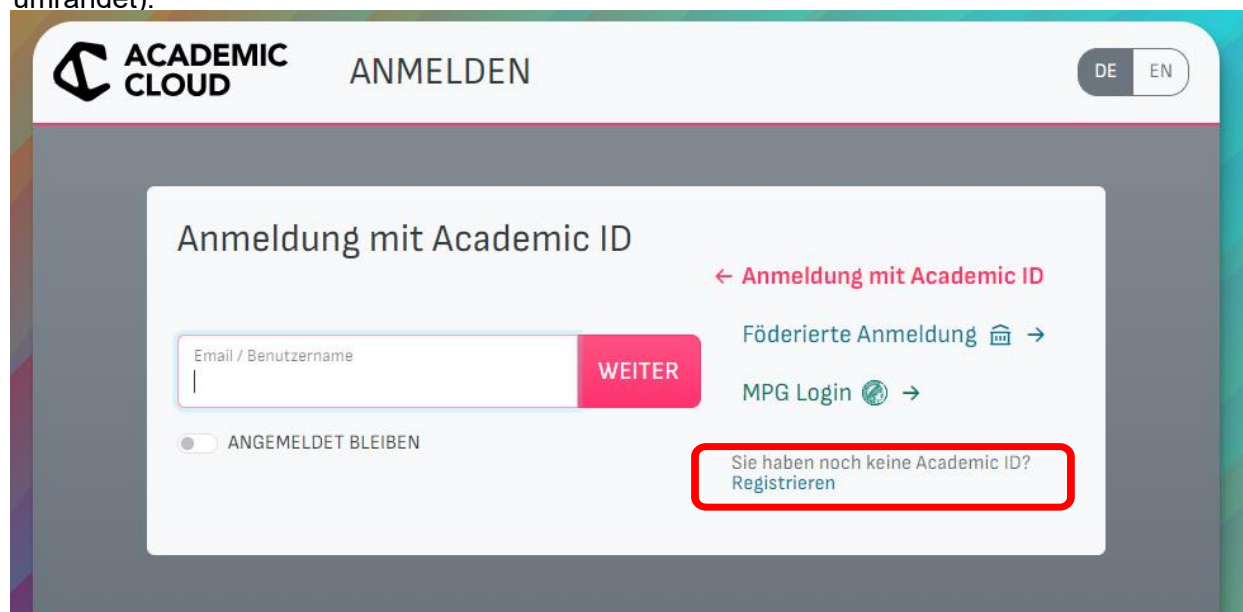 umrandet).
ACADEMIC
CLOUD
ANMELDEN
DE EN
Anmeldung mit Academic ID
← Anmeldung mit Academic ID
Föderierte Anmeldung →
MPG Login →
Email / Benutzername
WEITER
ANGEMELDET BLEIBEN
Sie haben noch keine Academic ID?
Registrieren